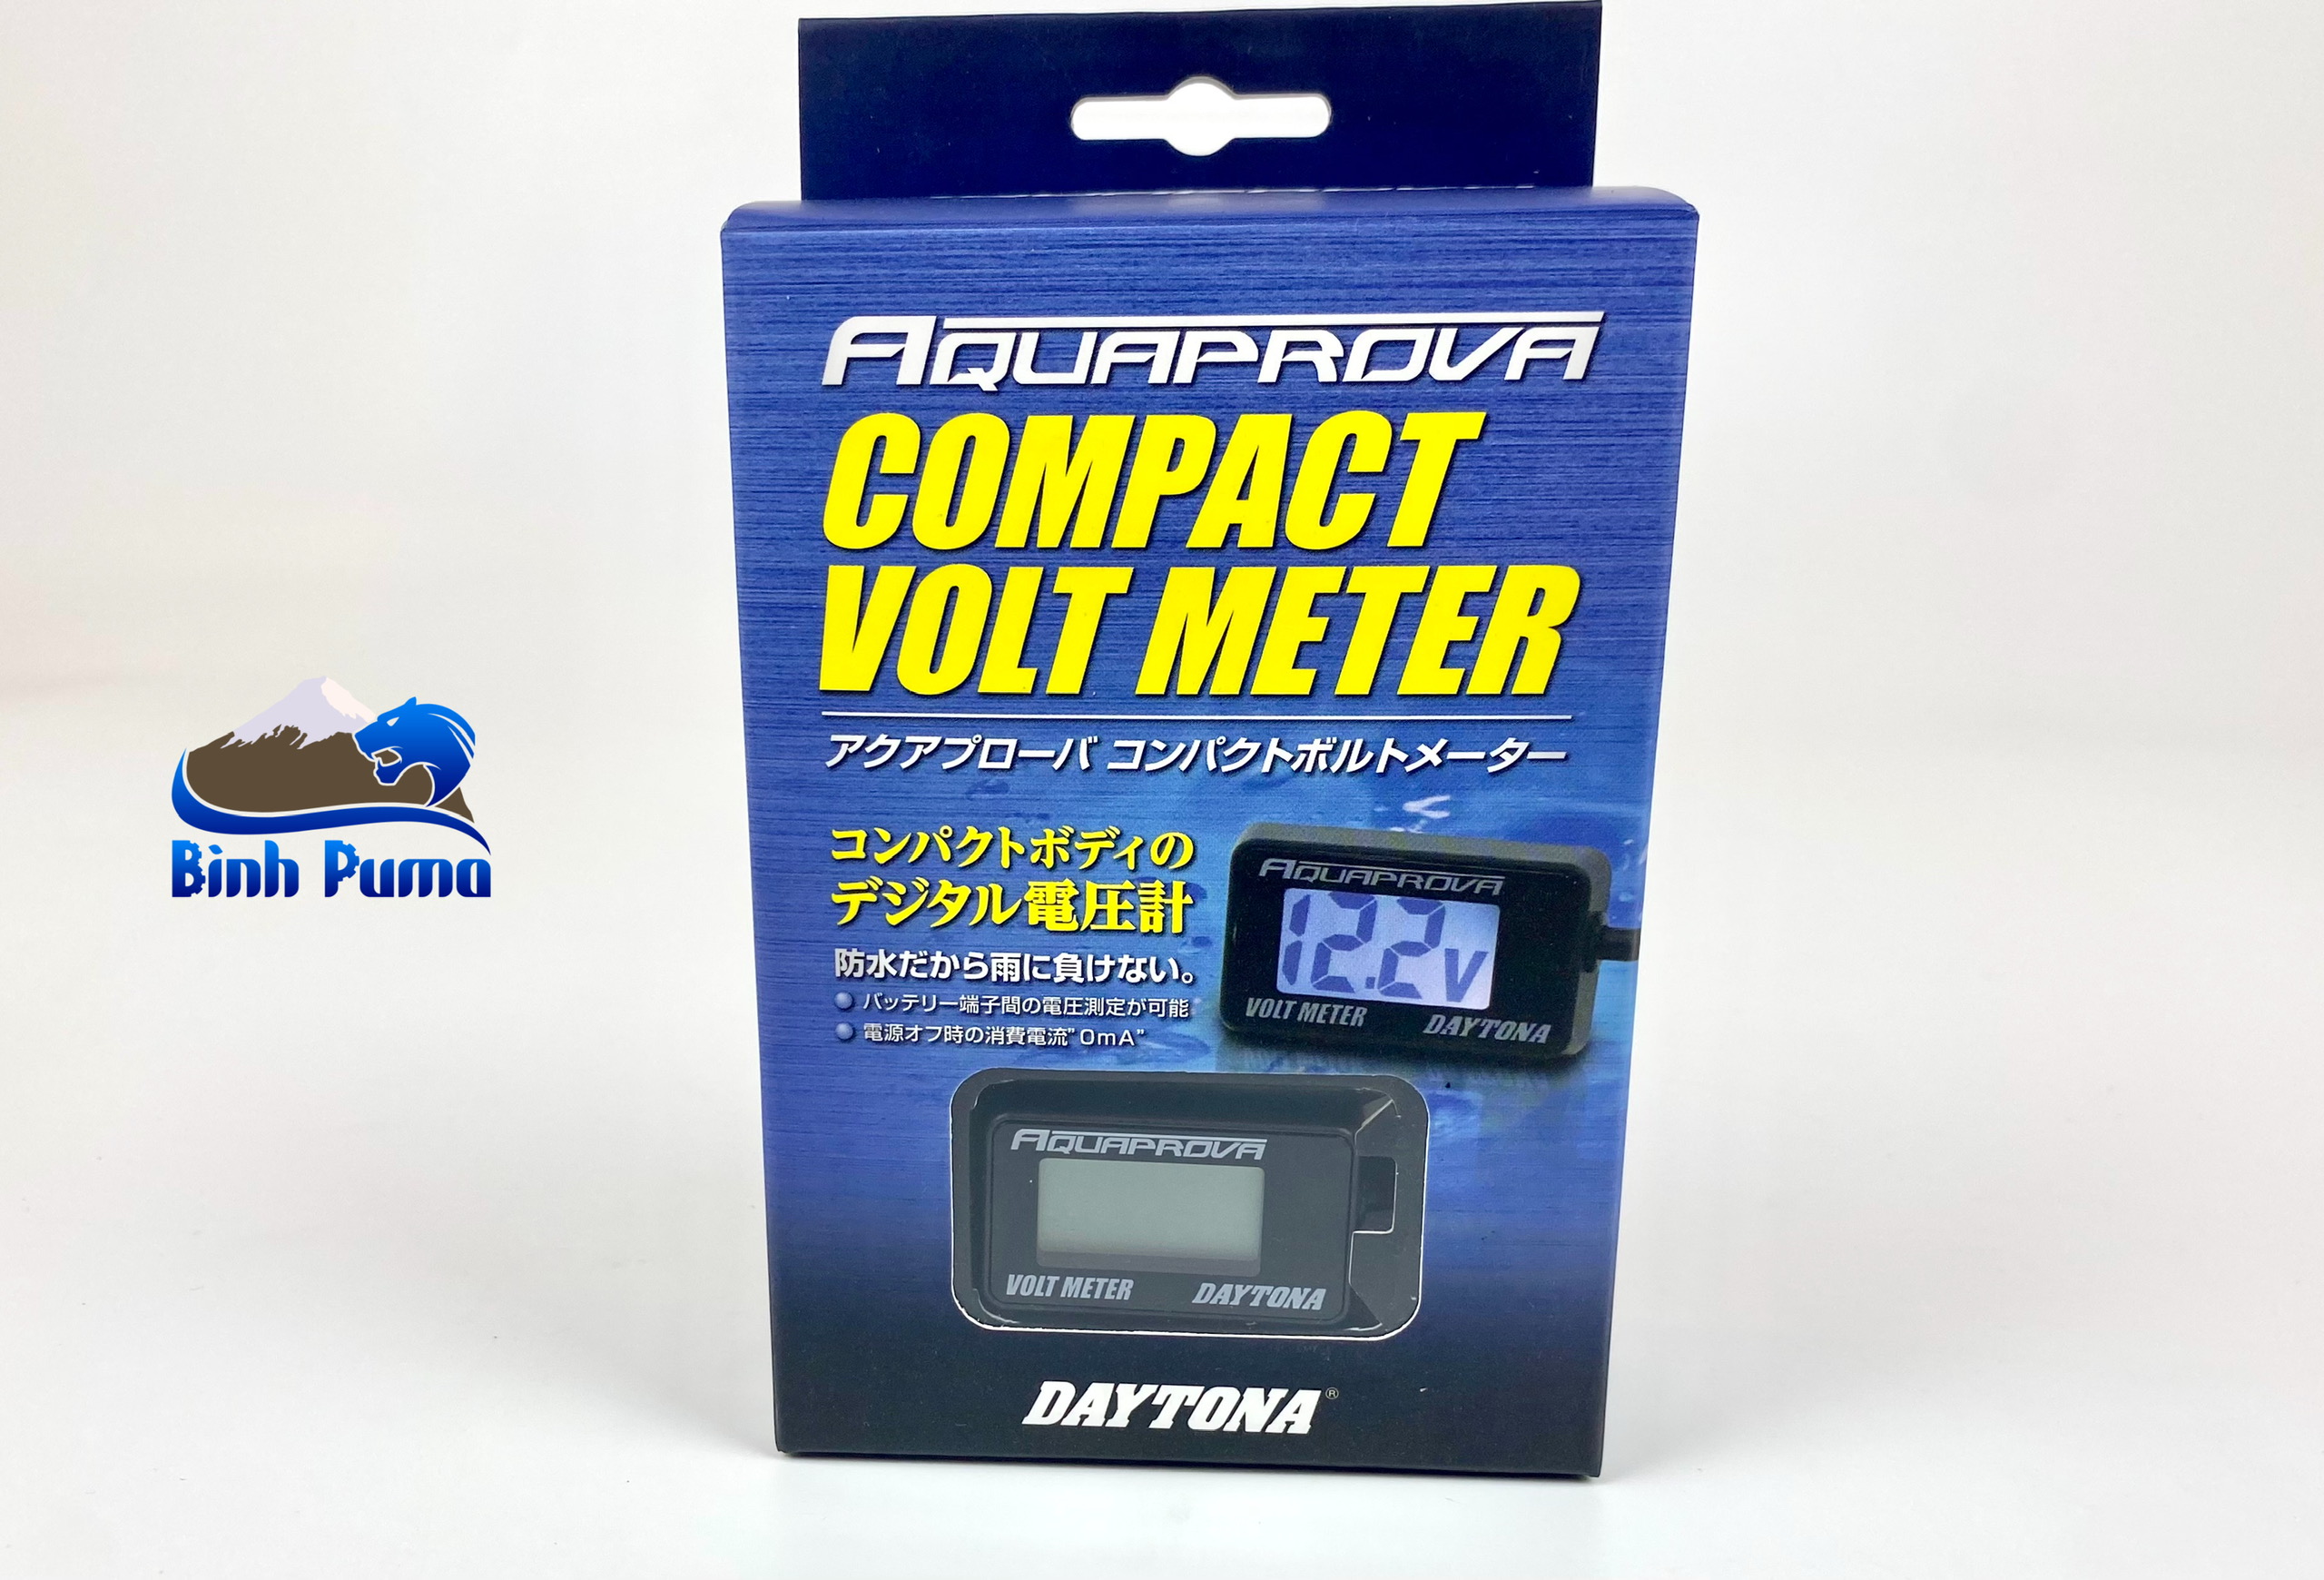 AQUAPROVA
COMPACT
VOLT METER
アクアプローバ コンパクトボルトメーター
コンパクトボディの
デジタル電圧計
防水だから雨に負けない。
バッテリー端子間の電圧測定が可能
電源オフ時の消費電流"0mA"
AQUAPROVA
12.2V
VOLT METER DAYTONA
AQUAPROVA
VOLT METER DAYTONA
DAYTONA®
Binh Puma